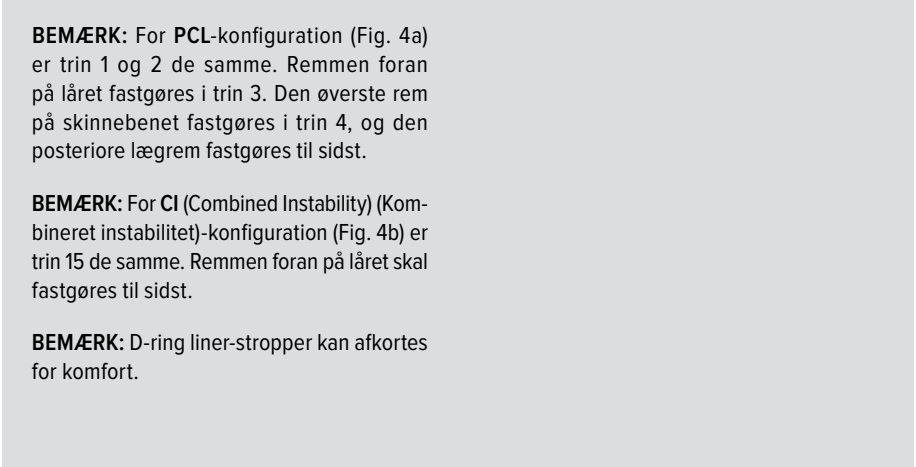 BEMÆRK: For PCL-konfiguration (Fig. 4a)
er trin 1 og 2 de samme. Remmen foran
på låret fastgøres i trin 3. Den øverste rem
på skinnebenet fastgøres i trin 4, og den
posteriore lægrem fastgøres til sidst.
BEMÆRK: For CI (Combined Instability) (Kom-
bineret instabilitet)-konfiguration (Fig. 4b) er
trin 15 de samme. Remmen foran på låret skal
fastgøres til sidst.
BEMÆRK: D-ring liner-stropper kan afkortes
for komfort.